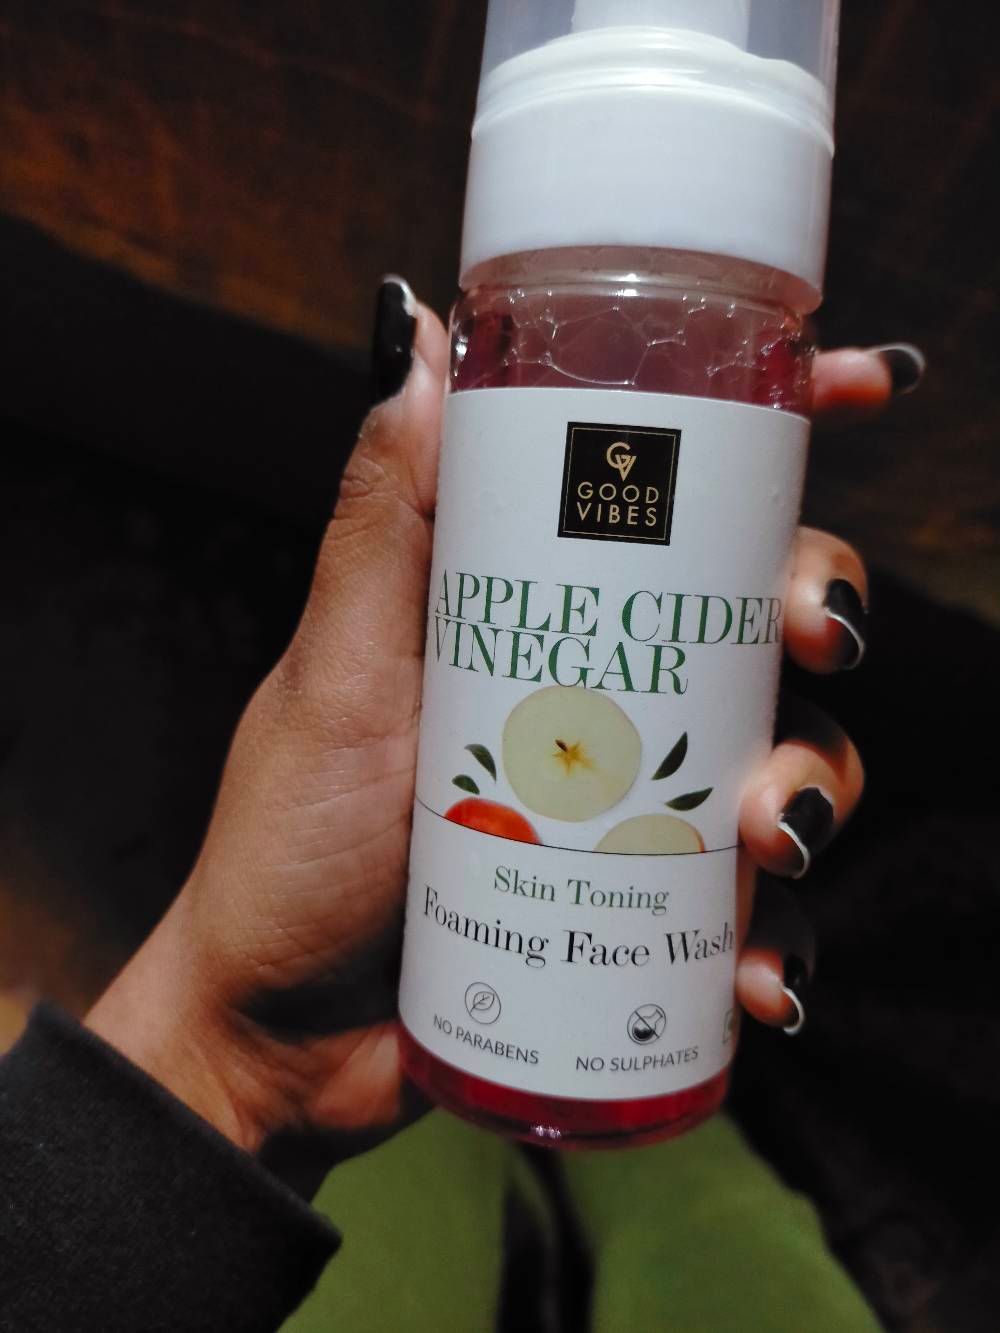 GV
GOOD
VIBES
APPLE CIDER
VINEGAR
Skin Toning
Foaming Face Wash
NO PARABENS
NO SULPHATES